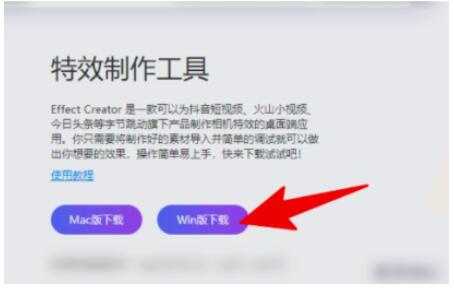 特效制作工具
Effect Creator 是一款可以为抖音短视频、火山小视频、
今日头条等字节跳动旗下产品制作相机特效的桌面端应
用。你只需要将制作好的素材导入并简单的调试就可以做
出你想要的效果。操作简单易上手，快来下载试试吧！
使用教程
Mac版下载 Win版下载